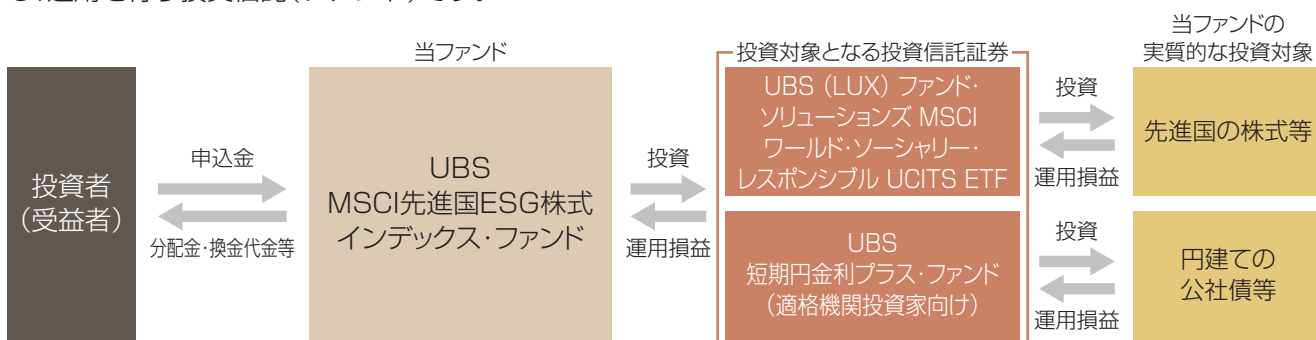 当ファンド
投資対象となる投資信託証券
当ファンドの
実質的な投資対象
投資者
(受益者)
申込金
分配金・換金代金等
UBS
MSCI先進国ESG株式
インデックス・ファンド
投資
運用損益
UBS (LUX) ファンド・
ソリューションズ MSCI
ワールド・ソーシャリー・
レスポンシブル UCITS ETF
投資
運用損益
先進国の株式等
UBS
短期円金利プラス・ファンド
(適格機関投資家向け)
投資
運用損益
円建ての
公社債等